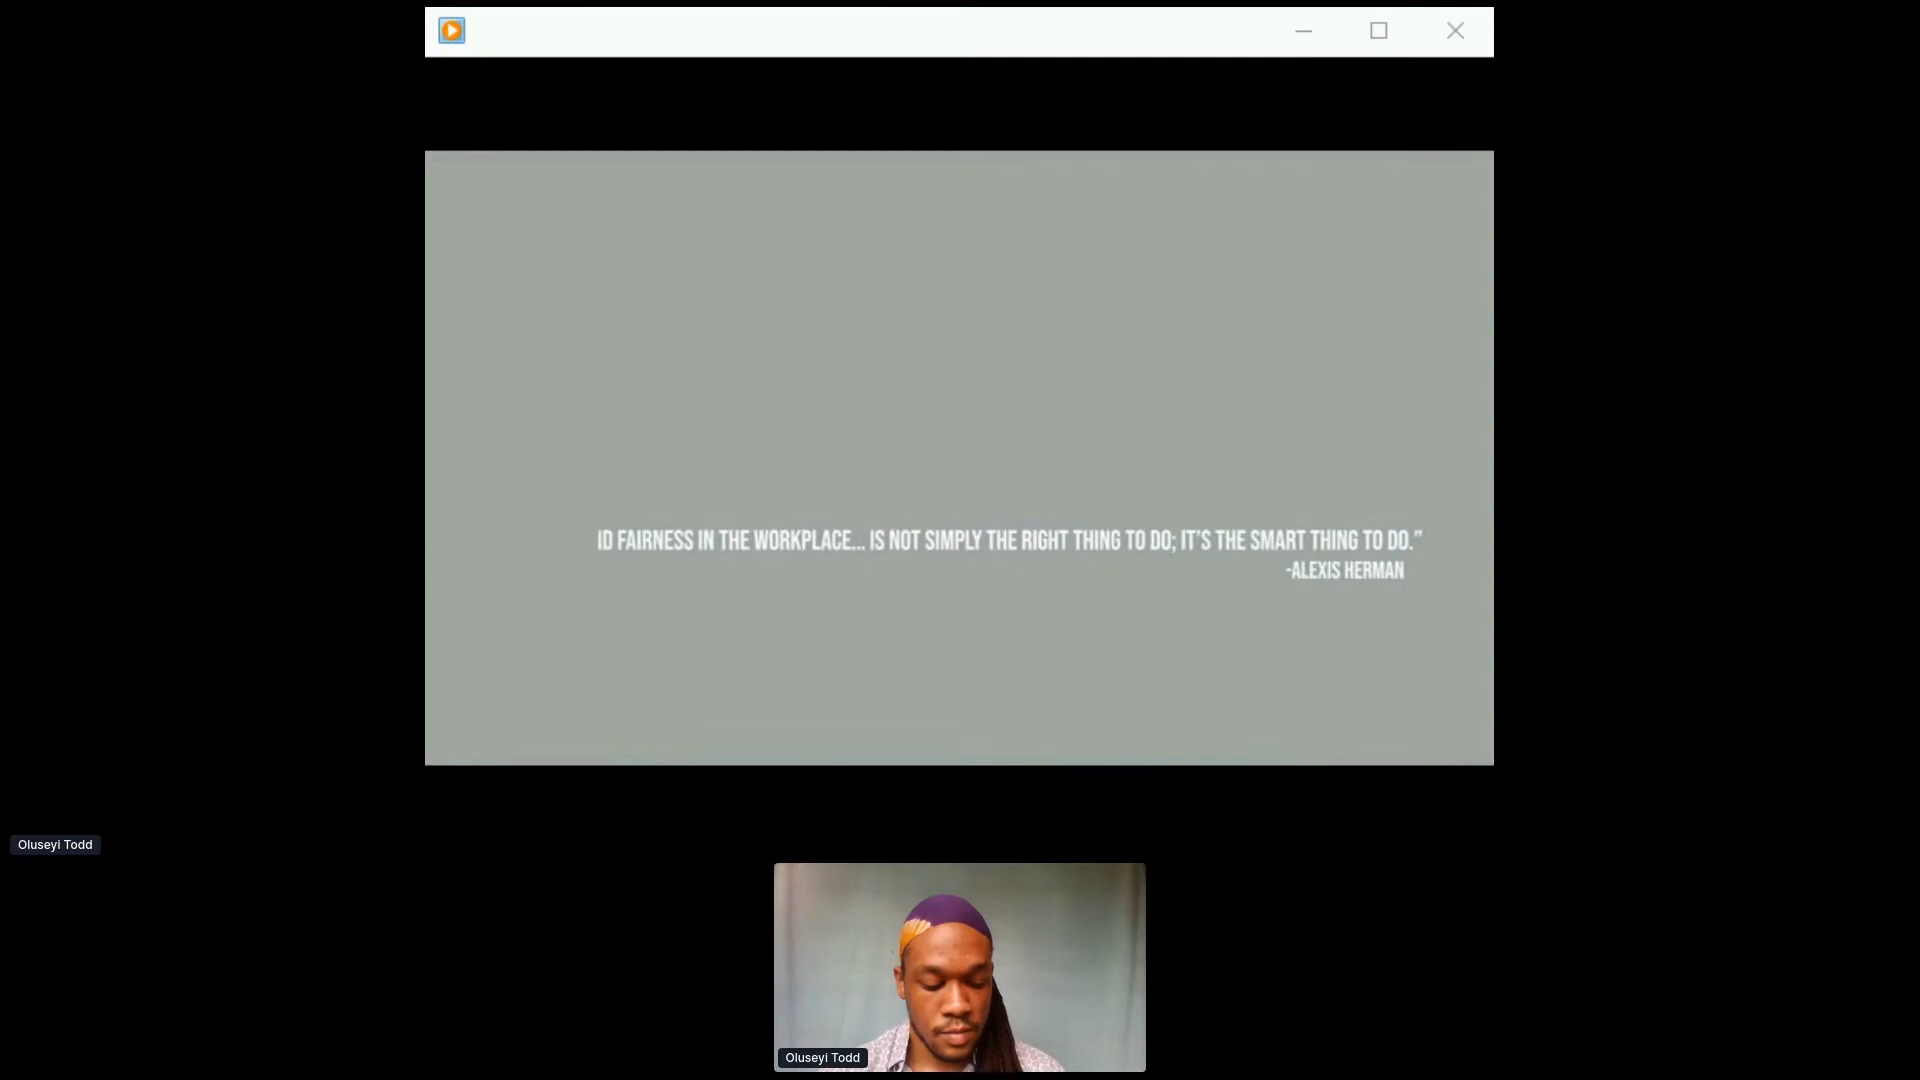 ID FAIRNESS IN THE WORKPLACE... IS NOT SIMPLY THE RIGHT THING TO DO; IT'S THE SMART THING TO DO.”
-ALEXIS HERMAN
Oluseyi Todd
Oluseyi Todd